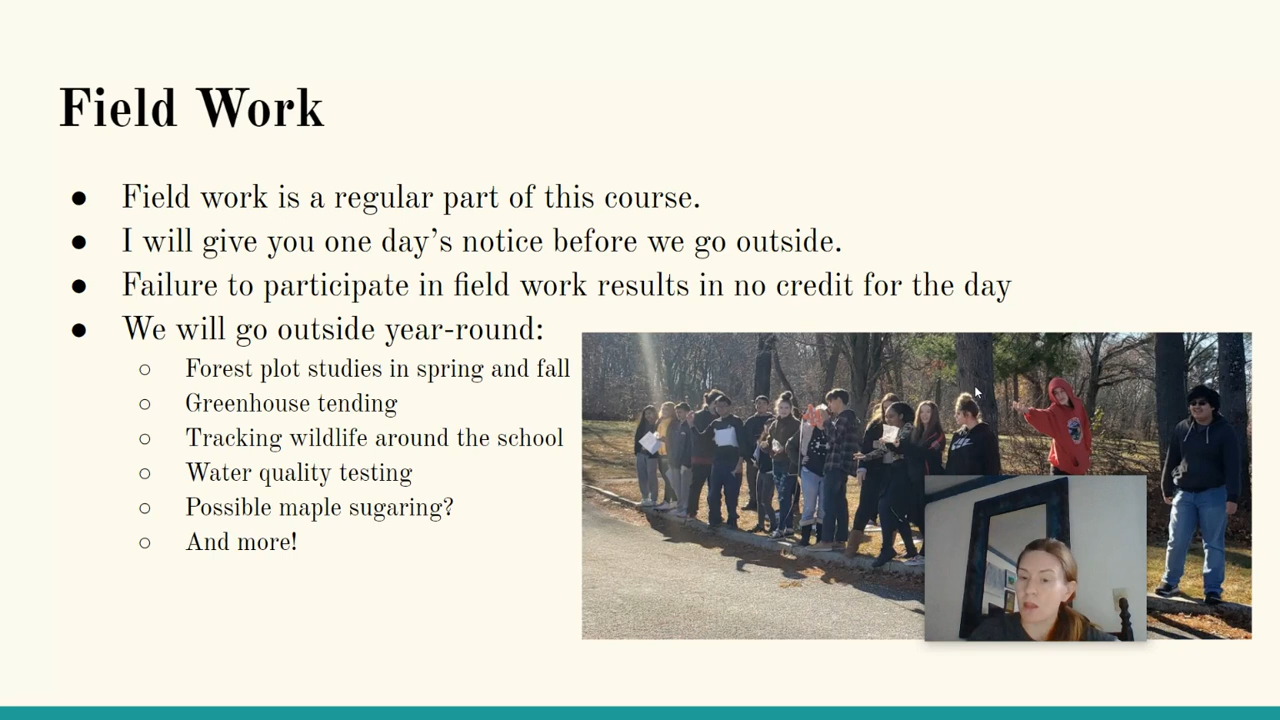 Field Work
● Field work is a regular part of this course.
● I will give you one day’s notice before we go outside.
● Failure to participate in field work results in no credit for the day
● We will go outside year-round:
○ Forest plot studies in spring and fall
○ Greenhouse tending
○ Tracking wildlife around the school
○ Water quality testing
○ Possible maple sugaring?
○ And more!